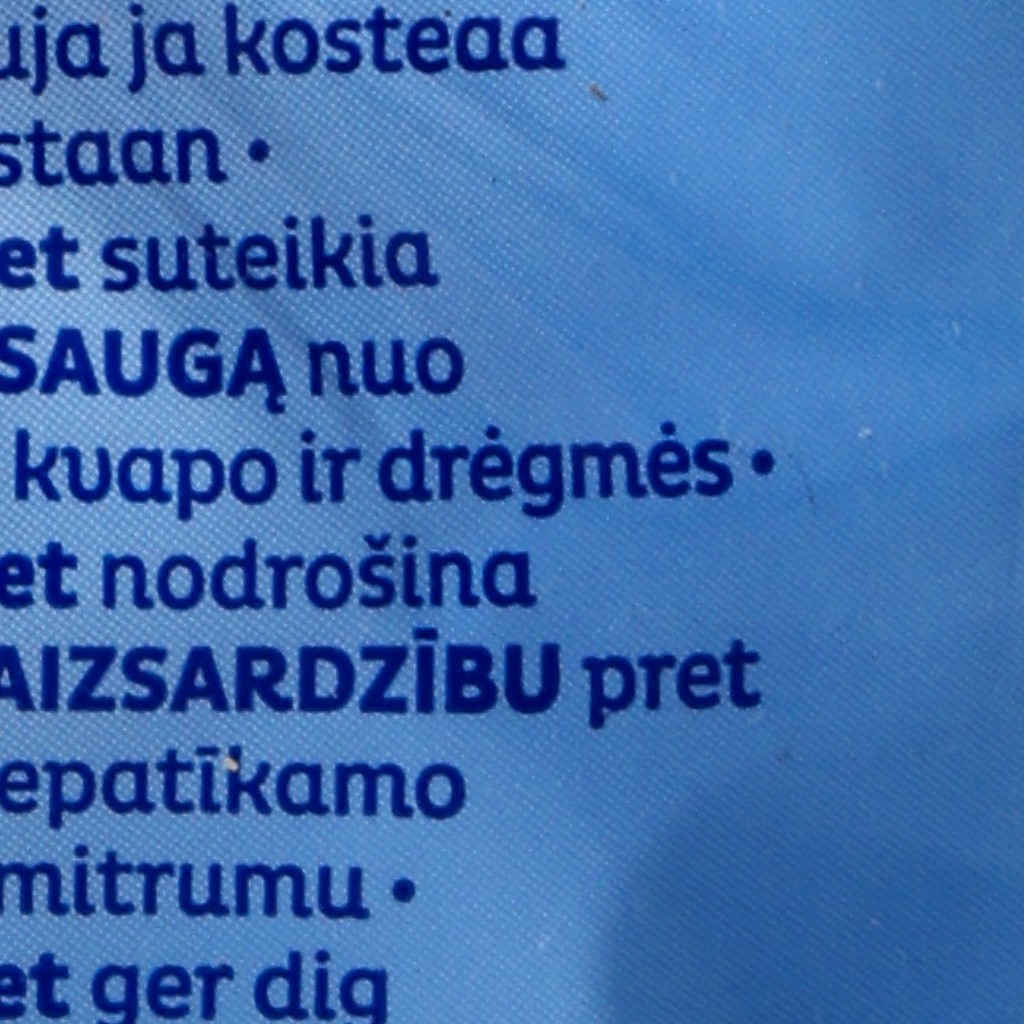 uja ja kosteaa
staan •
et suteikia
SAUGĄ nuo
kvapo ir drėgmės •
et nodrošina
AIZSARDZĪBU pret
epatīkamo
mitrumu •
et ger dig